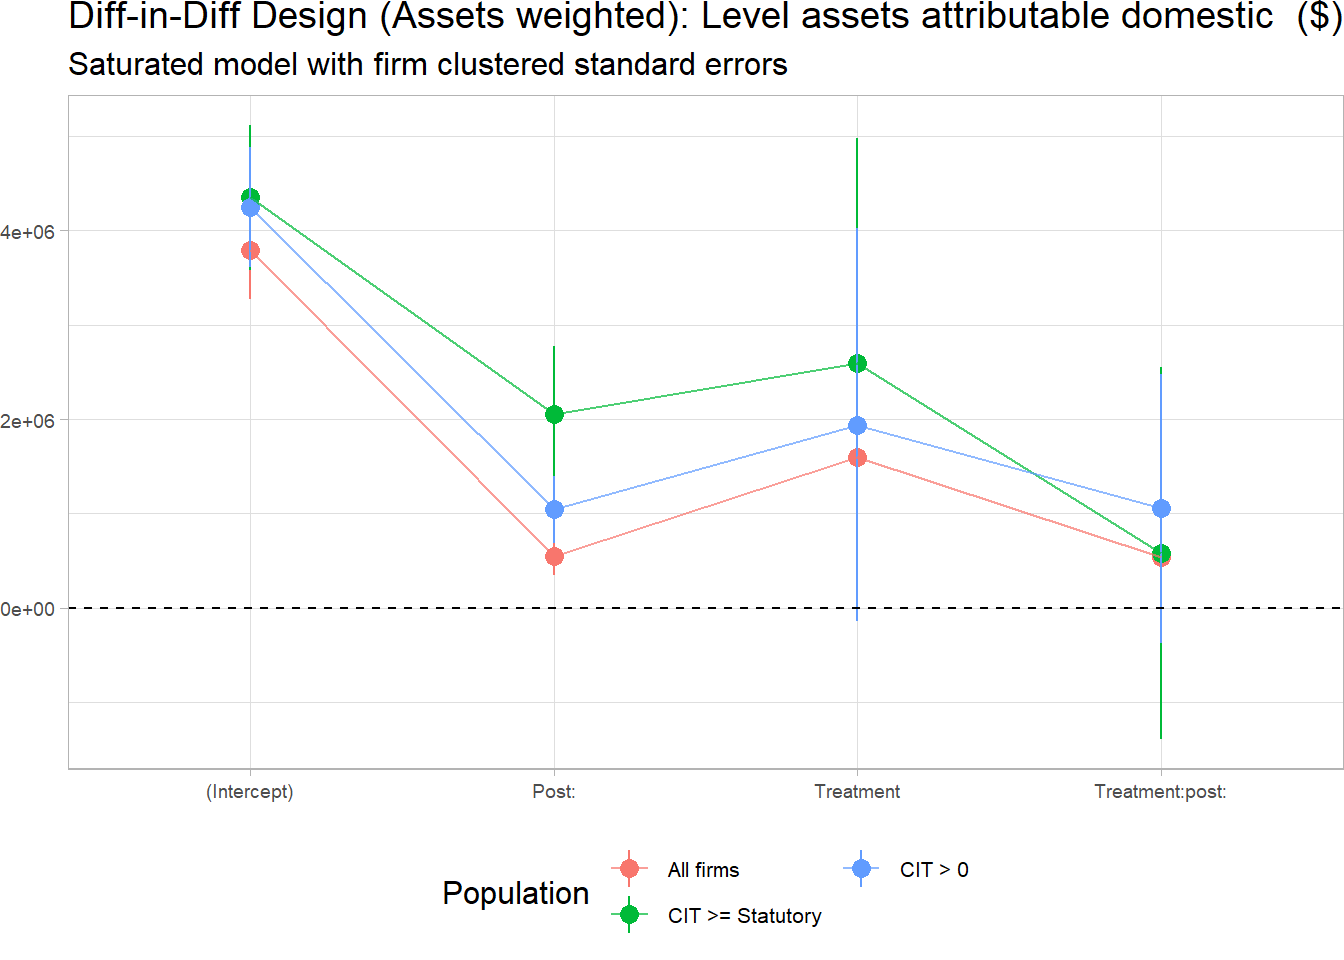 Diff-in-Diff Design (Assets weighted): Level assets attributable domestic  ($)
Saturated model with firm clustered standard errors
4e+06
2e+06
0e+00
(Intercept) Post: Treatment Treatment:post:
Population
All firms
CIT > 0
CIT >= Statutory